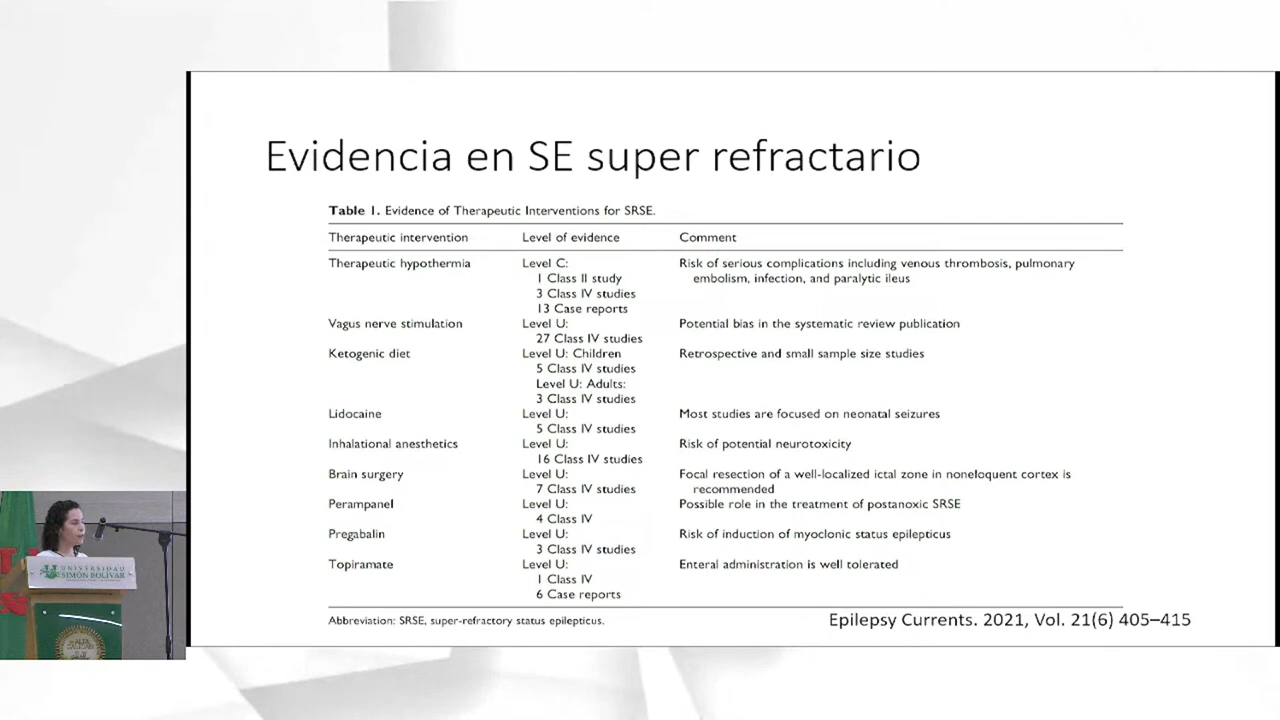 Evidencia en SE super refractario
Table 1. Evidence of Therapeutic Interventions for SRSE.
Therapeutic intervention Level of evidence Comment
Therapeutic hypothermia Level C: Risk of serious complications including venous thrombosis, pulmonary
1 Class II study embolism, infection, and paralytic ileus
3 Class IV studies
13 Case reports
Vagus nerve stimulation Level U: Potential bias in the systematic review publication
27 Class IV studies
Ketogenic diet Level U: Children Retrospective and small sample size studies
5 Class IV studies
Level U: Adults:
3 Class IV studies
Lidocaine Level U: Most studies are focused on neonatal seizures
5 Class IV studies
Inhalational anesthetics Level U: Risk of potential neurotoxicity
16 Class IV studies
Brain surgery Level U: Focal resection of a well-localized ictal zone in noneloquent cortex is
7 Class IV studies recommended
Perampanel Level U: Possible role in the treatment of postanoxic SRSE
4 Class IV
Pregabalin Level U: Risk of induction of myoclonic status epilepticus
3 Class IV studies
Topiramate Level U: Enteral administration is well tolerated
1 Class IV
6 Case reports
Abbreviation: SRSE, super-refractory status epilepticus.
Epilepsy Currents. 2021, Vol. 21(6) 405–415
UNIVERSIDAD
SIMÓN BOLÍVAR